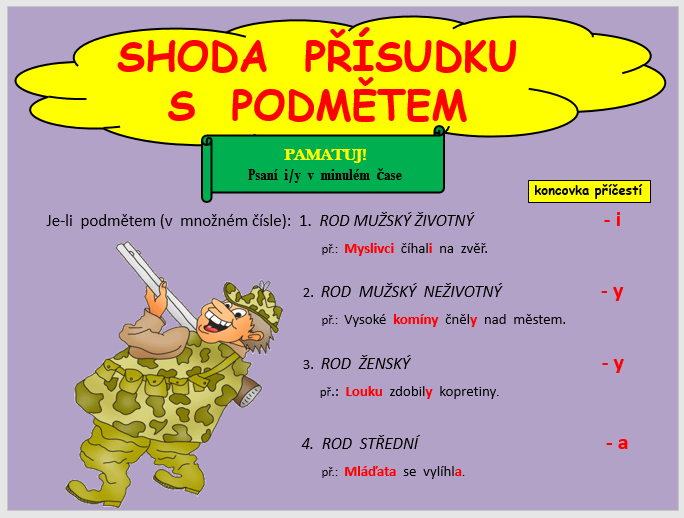 SHODA PŘÍSUDKU
S PODMĚTEM
PAMATUJ!
Psaní i/y v minulém čase
koncovka příčestí
Je-li podmětem (v množném čísle): 1. ROD MUŽSKÝ ŽIVOTNÝ - i
př.: Myslivci číhali na zvěř.
2. ROD MUŽSKÝ NEŽIVOTNÝ - y
př.: Vysoké komíny čněly nad městem.
3. ROD ŽENSKÝ - y
př.: Louku zdobily kopretiny.
4. ROD STŘEDNÍ - a
př.: Mláďata se vylíhla.